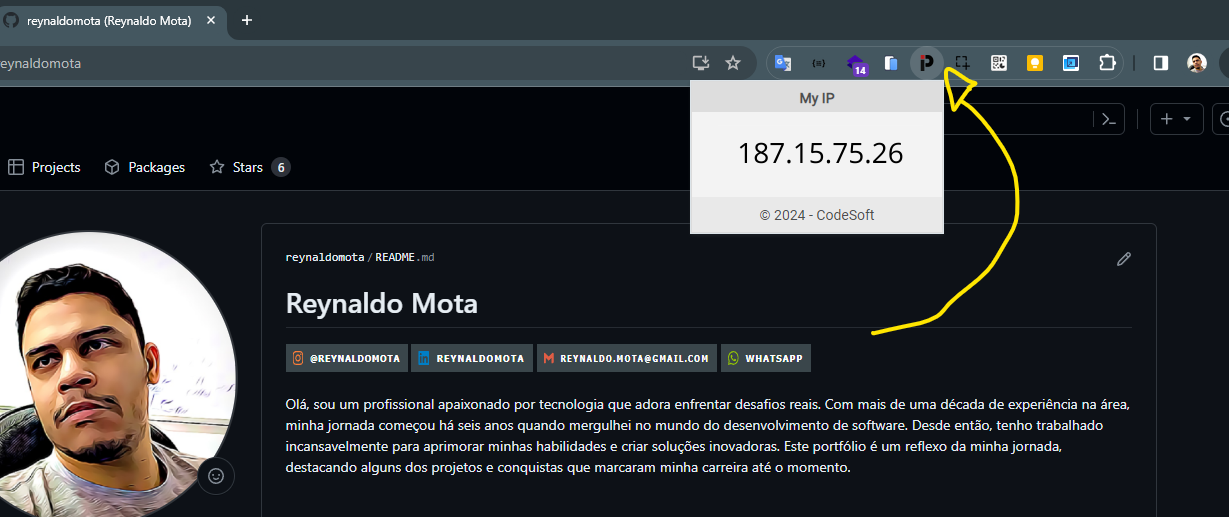 reynaldomota (Reynaldo Mota)
eynaldomota
14
iP
My IP
187.15.75.26
© 2024 - CodeSoft
Projects
Packages
Stars 6
reynaldomota / README.md
Reynaldo Mota
@REYNALDOMOTA
REYNALDOMOTA
REYNALDO.MOTA@GMAIL.COM
WHATSAPP
Olá, sou um profissional apaixonado por tecnologia que adora enfrentar desafios reais. Com mais de uma década de experiência na área,
minha jornada começou há seis anos quando mergulhei no mundo do desenvolvimento de software. Desde então, tenho trabalhado
incansavelmente para aprimorar minhas habilidades e criar soluções inovadoras. Este portfólio é um reflexo da minha jornada,
destacando alguns dos projetos e conquistas que marcaram minha carreira até o momento.